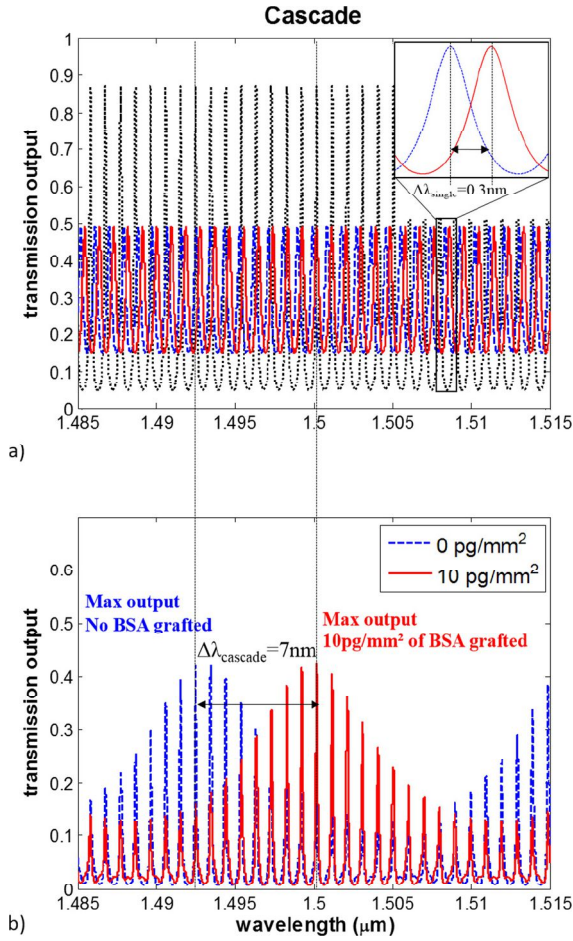 Cascade
a)
transmission output
1
0.9
0.8
0.7
0.6
0.5
0.4
0.3
0.2
0.1
0
Δλsingle=0.3nm
1.485
1.49
1.495
1.5
1.505
1.51
1.515
b)
transmission output
0.6
0.5
0.4
0.3
0.2
0.1
0
0 pg/mm²
10 pg/mm²
Max output
No BSA grafted
Max output
10pg/mm² of BSA grafted
Δλcascade=7nm
1.485
1.49
1.495
1.5
1.505
1.51
1.515
wavelength (μm)